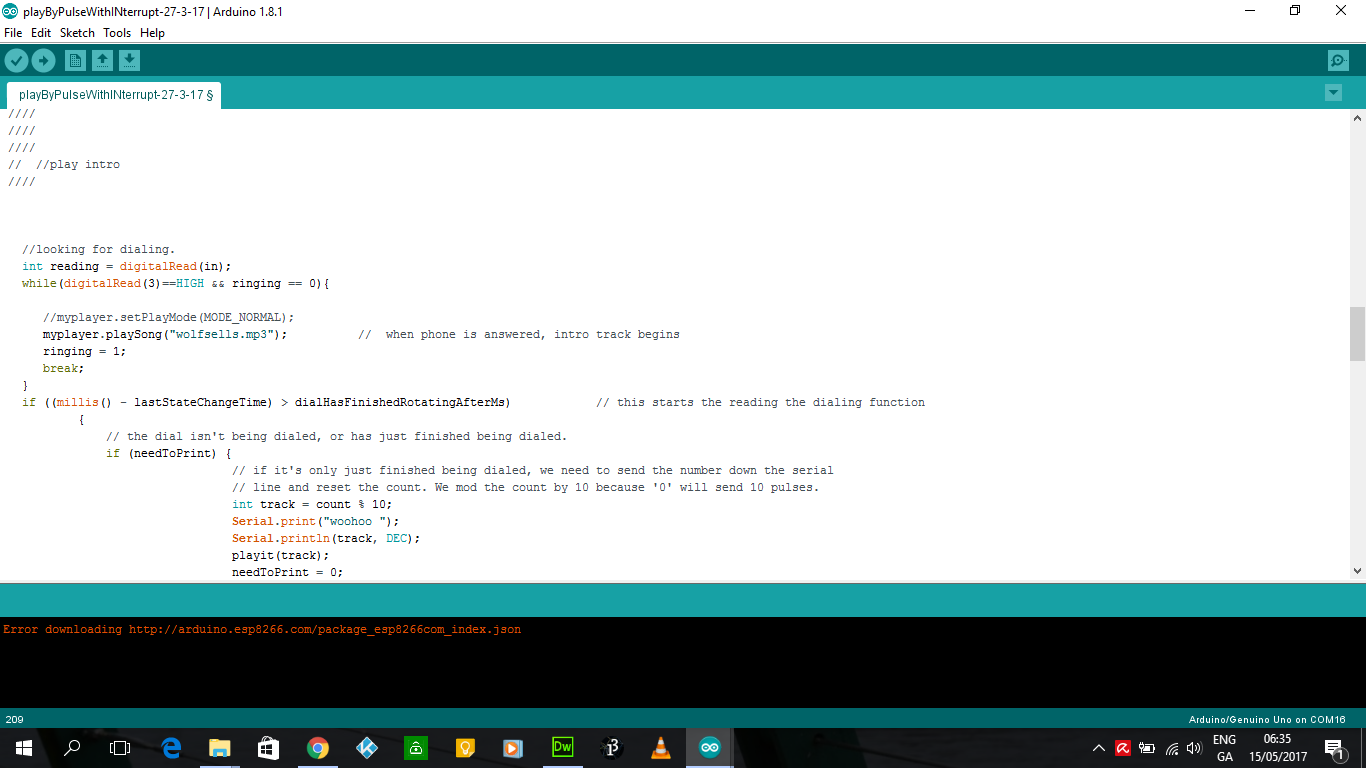 playByPulseWithINterrupt-27-3-17 | Arduino 1.8.1
File Edit Sketch Tools Help
playByPulseWithINterrupt-27-3-17 §
////
////
////
//  //play intro
////
//looking for dialing.
int reading = digitalRead(in);
while(digitalRead(3)==HIGH && ringing == 0){
//myplayer.setPlayMode(MODE_NORMAL);
myplayer.playSong("wolfsells.mp3");          //  when phone is answered, intro track begins
ringing = 1;
break;
}
if ((millis() - lastStateChangeTime) > dialHasFinishedRotatingAfterMs)            // this starts the reading the dialing function
{
// the dial isn't being dialed, or has just finished being dialed.
if (needToPrint) {
// if it's only just finished being dialed, we need to send the number down the serial
// line and reset the count. We mod the count by 10 because '0' will send 10 pulses.
int track = count % 10;
Serial.print("woohoo ");
Serial.println(track, DEC);
playit(track);
needToPrint = 0;
Error downloading http://arduino.esp8266.com/package_esp8266com_index.json
209
Arduino/Genuino Uno on COM16
Dw
ENG
GA
06:35
15/05/2017
1